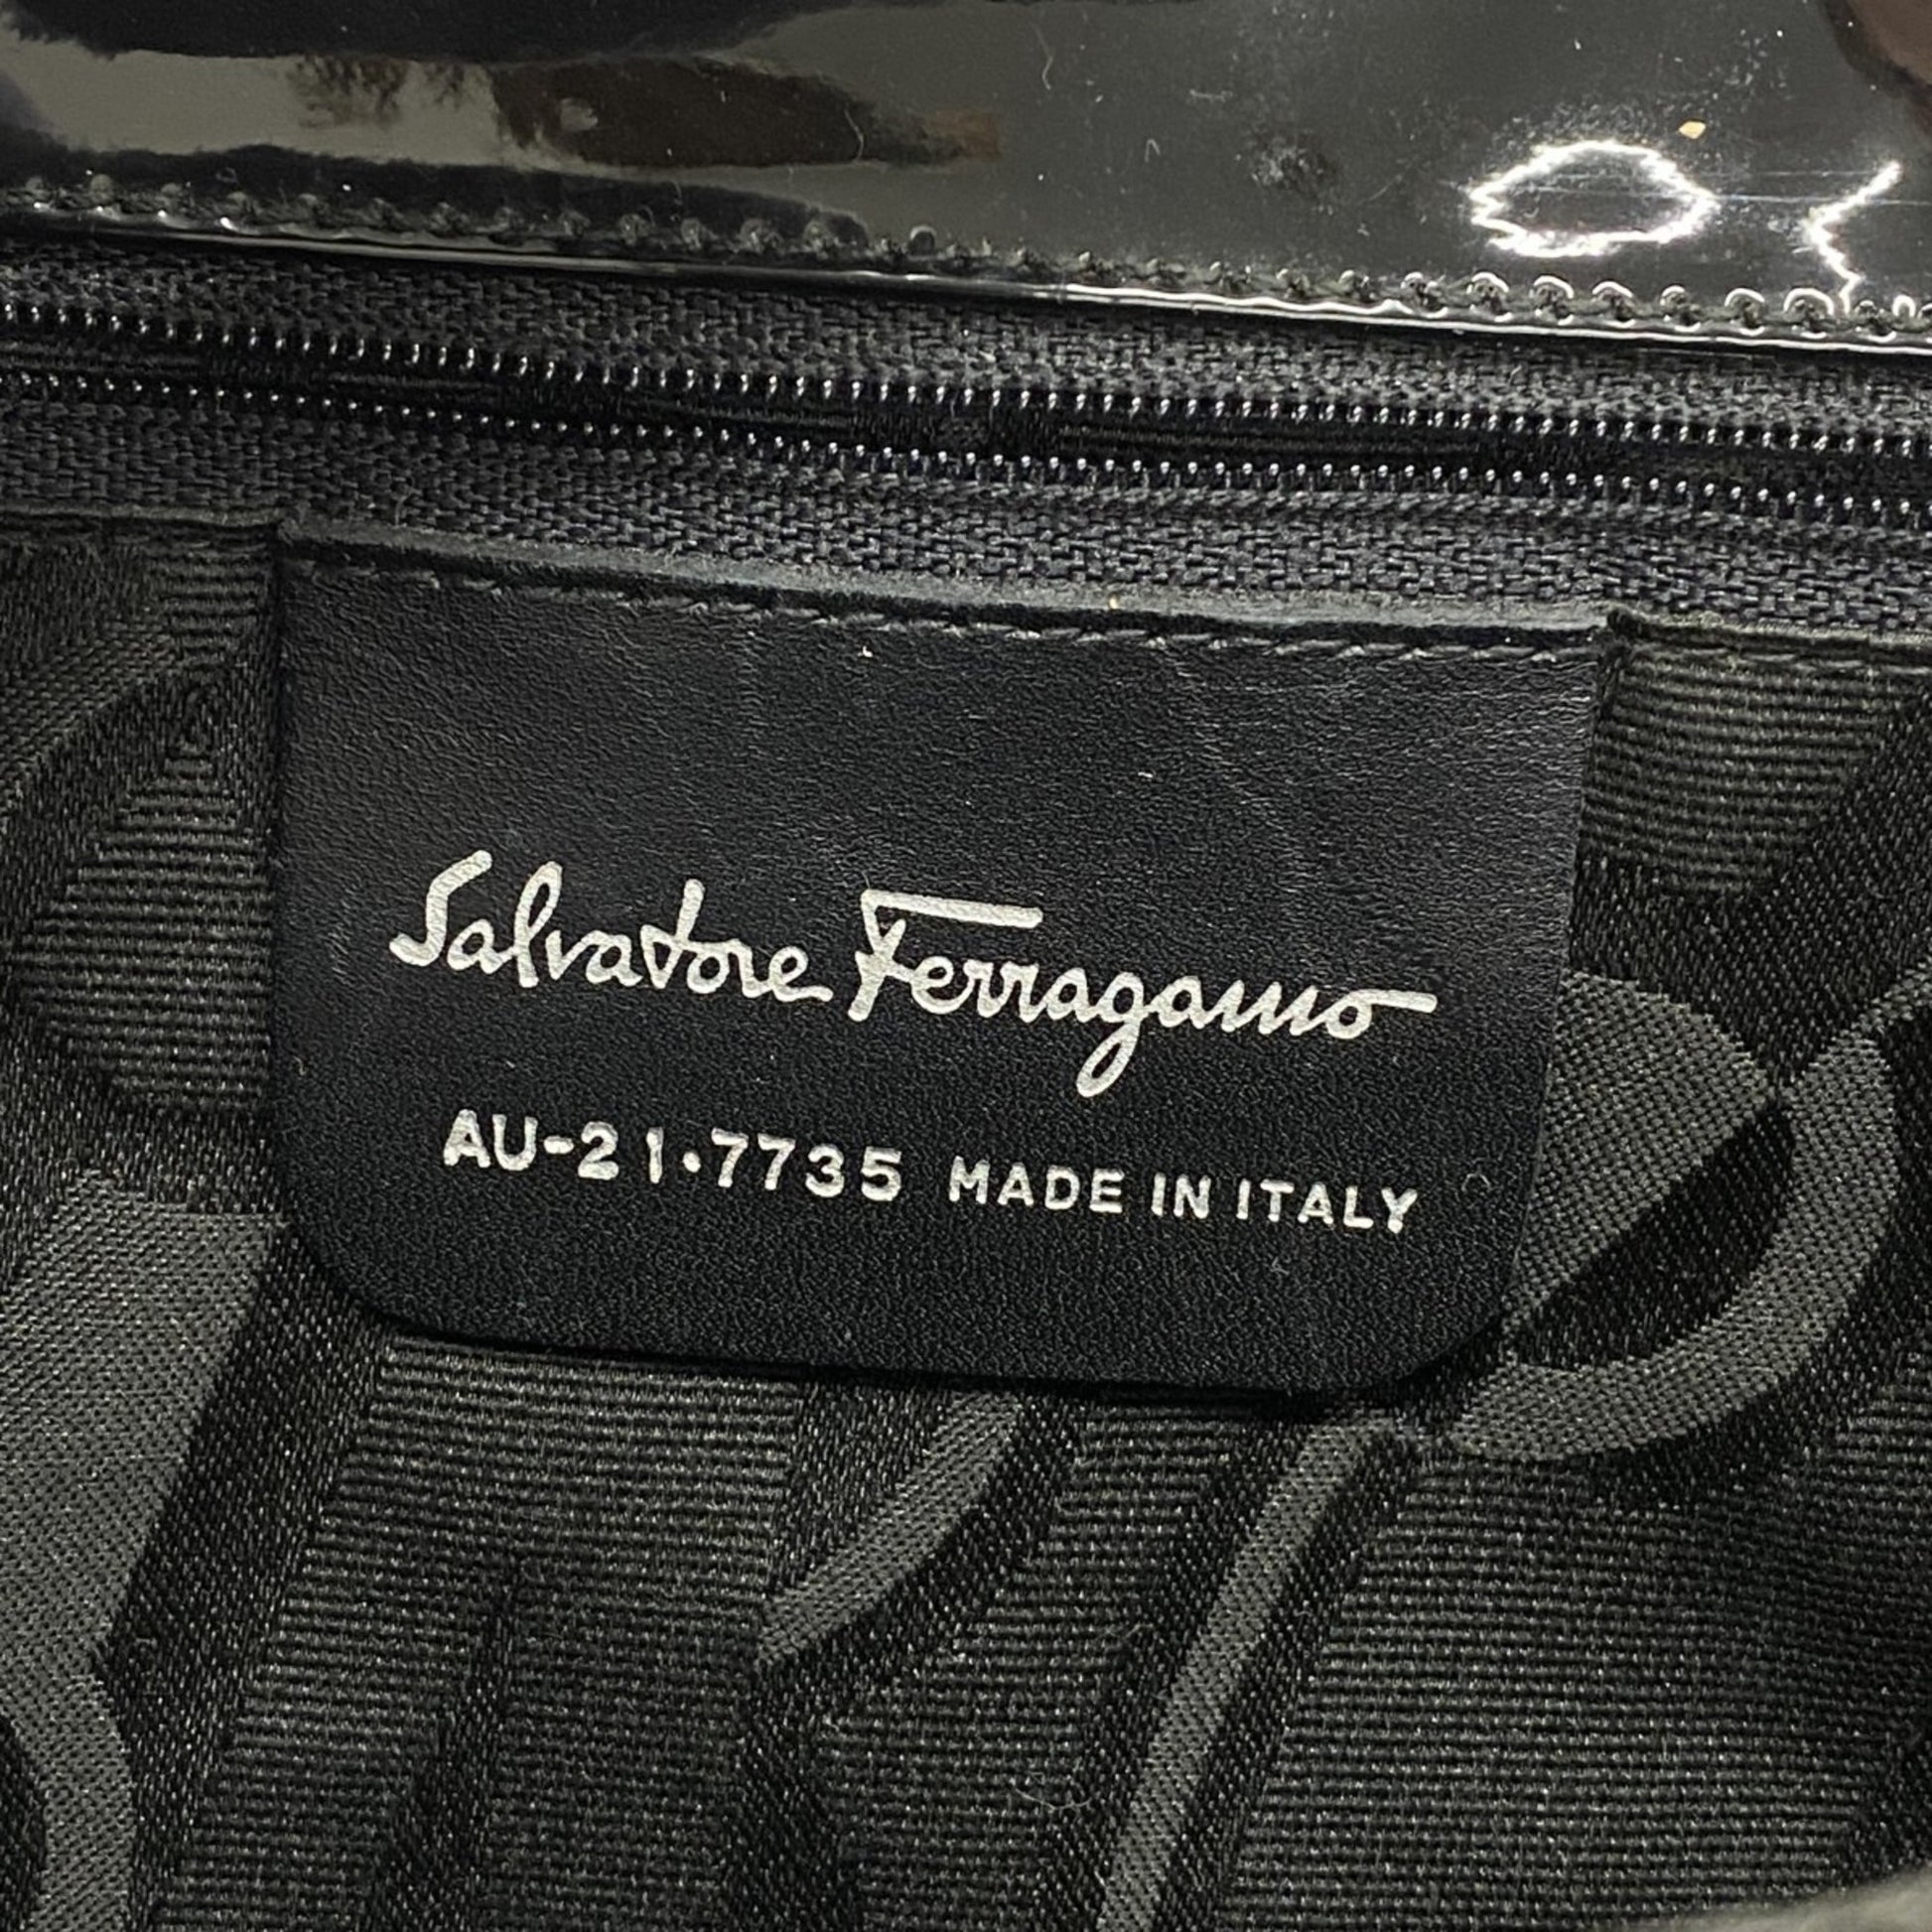 Salvatore Ferragamo
AU-21·7735 MADE IN ITALY